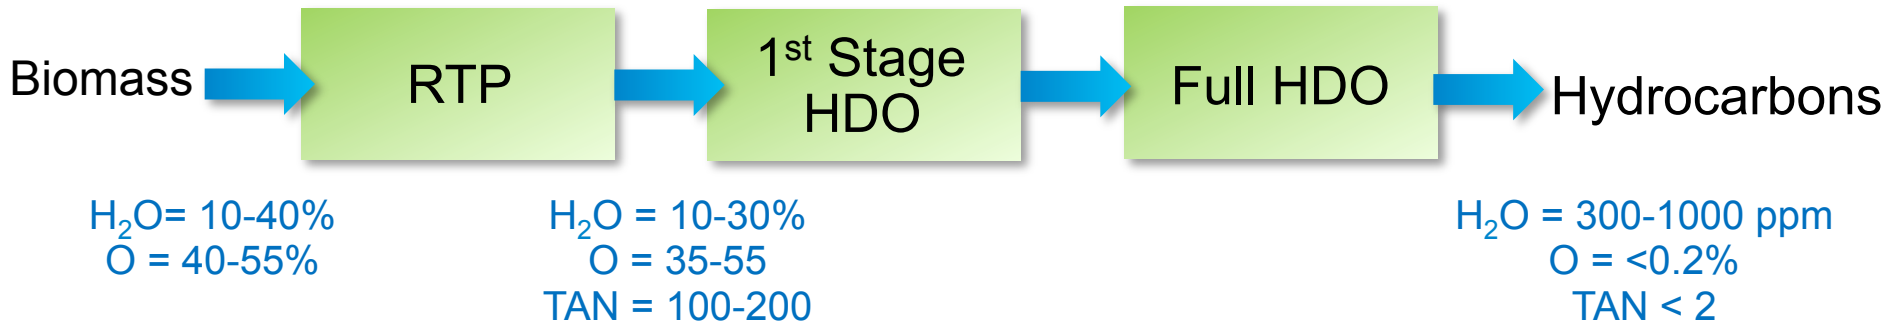 Biomass
RTP
1st Stage
HDO
Full HDO
Hydrocarbons
H₂O= 10-40%
O = 40-55%
H₂O = 10-30%
O = 35-55
TAN = 100-200
H₂O = 300-1000 ppm
O = <0.2%
TAN < 2